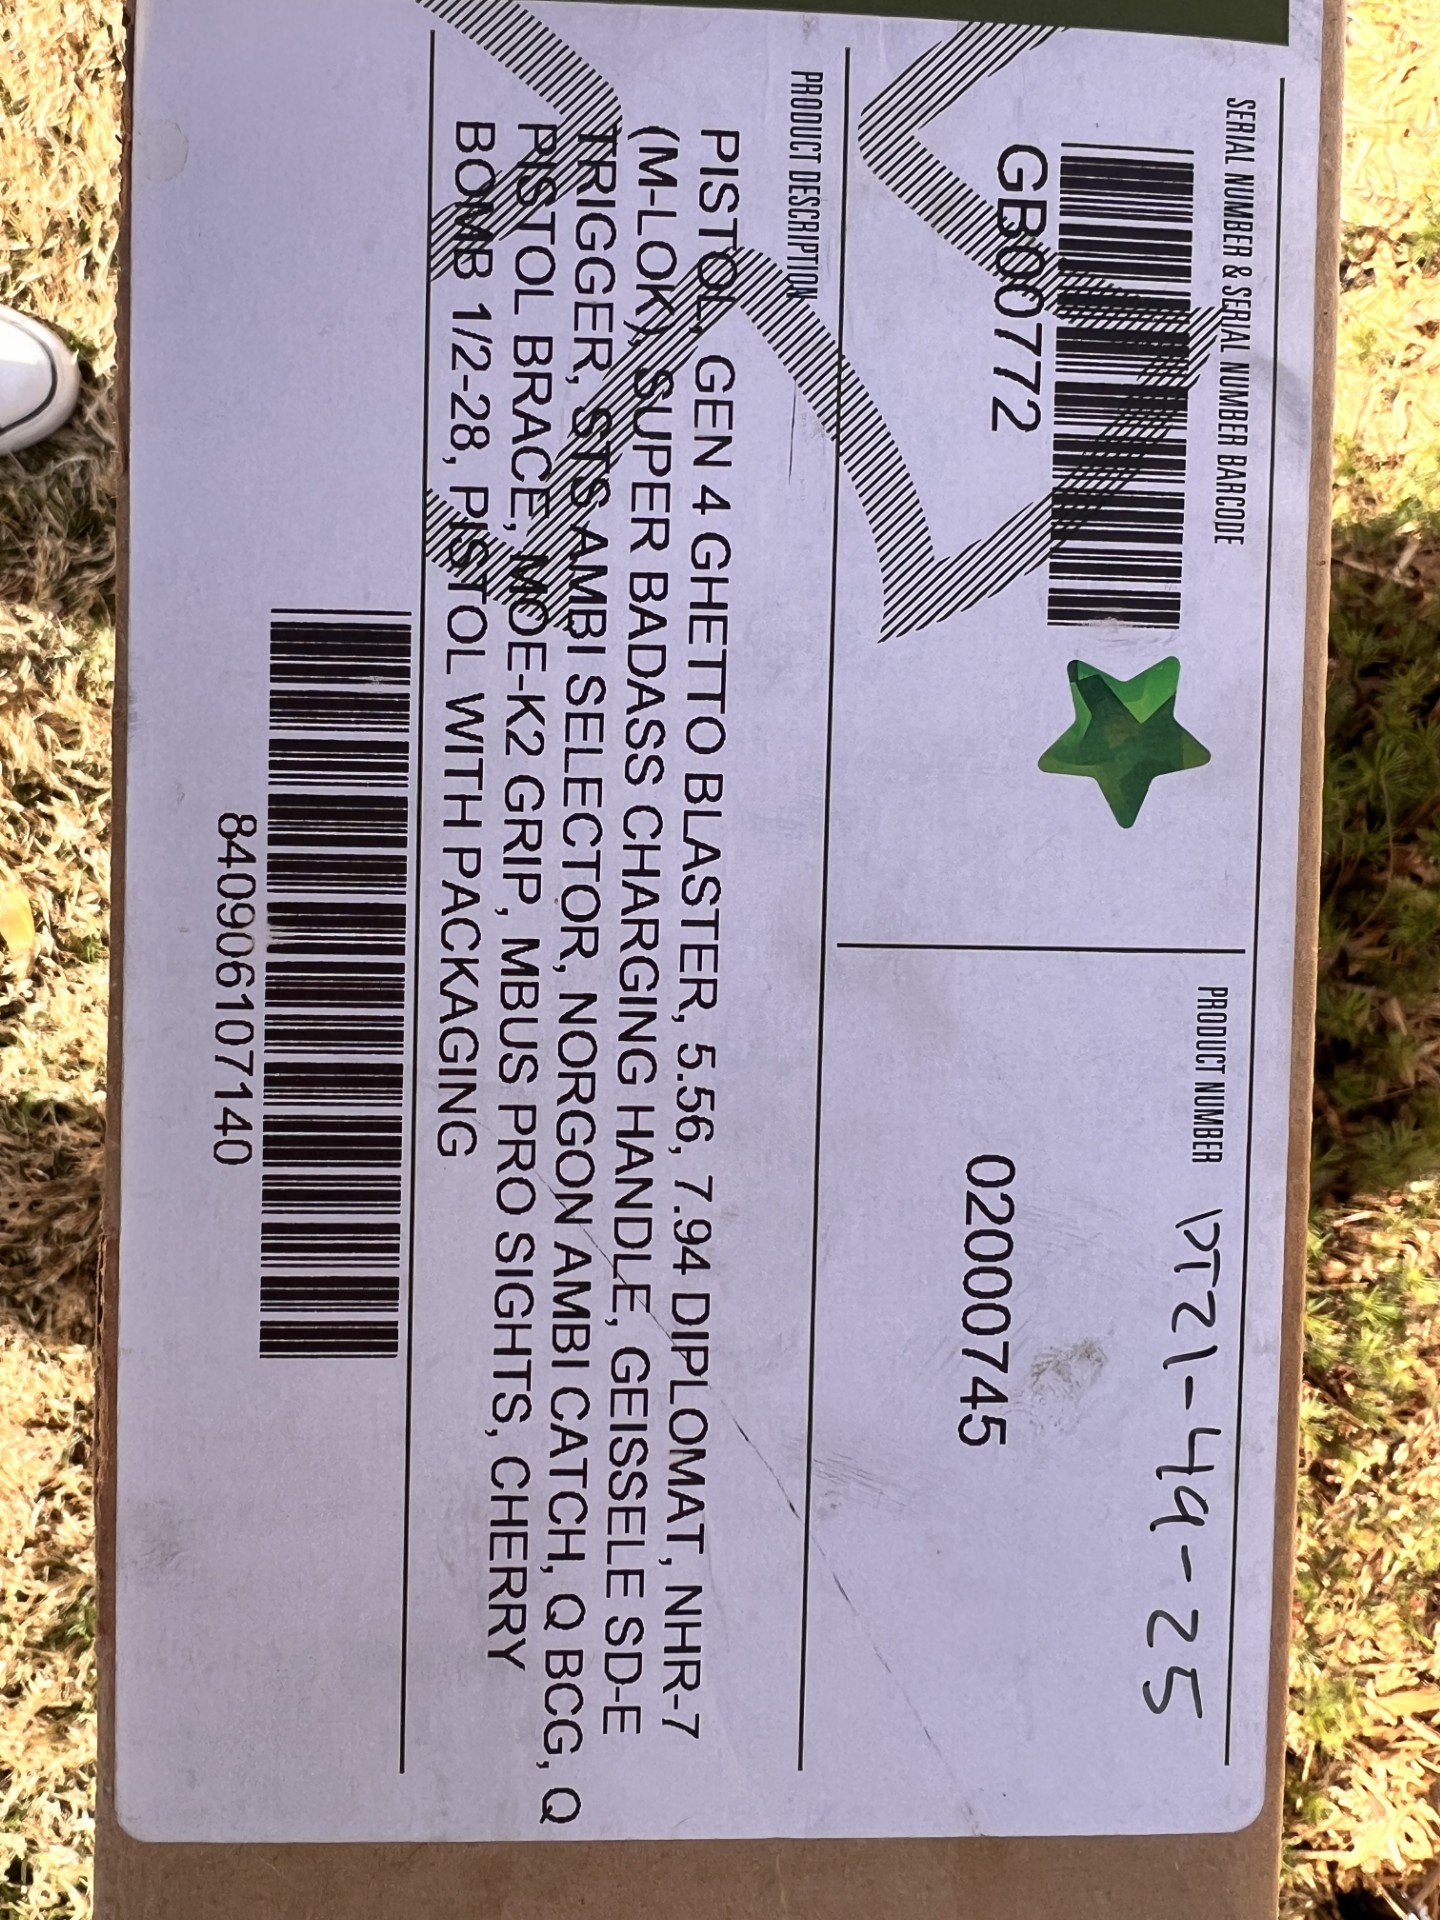 SERIAL NUMBER & SERIAL NUMBER BARCODE
GB00772
PRODUCT NUMBER
DT21-49-25
02000745
PRODUCT DESCRIPTION
PISTOL, GEN 4 GHETTO BLASTER, 5.56, 7.94 DIPLOMAT, NHR-7
(M-LOK), SUPER BADASS CHARGING HANDLE, GEISSELE SD-E
TRIGGER, STS AMBI SELECTOR, NORGON AMBI CATCH, Q BCG, Q
PISTOL BRACE, MOE-K2 GRIP, MBUS PRO SIGHTS, CHERRY
BOMB 1/2-28, PISTOL WITH PACKAGING
840906107140